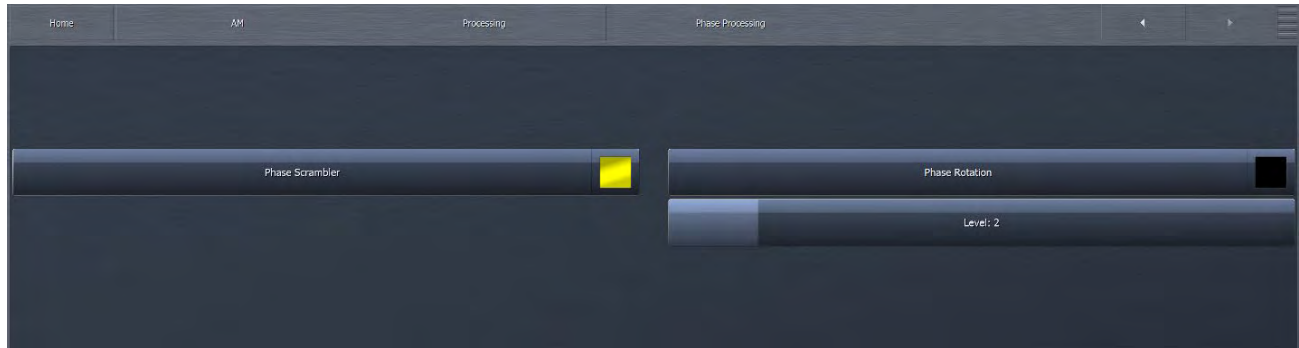 Home AM Processing Phase Processing
Phase Scrambler
Phase Rotation
Level: 2